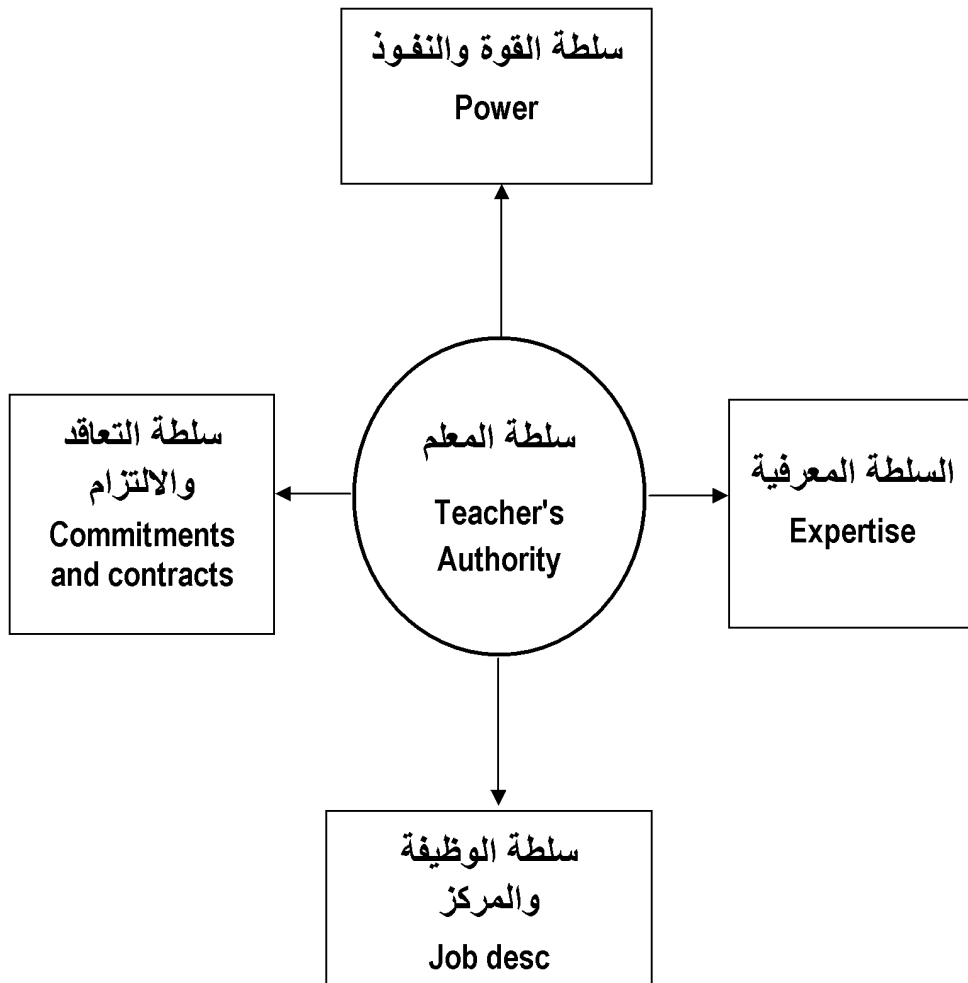 سلطة القوة والنفوذ
Power
سلطة التعاقد
والالتزام
Commitments
and contracts
سلطة المعلم
Teacher's
Authority
السلطة المعرفية
Expertise
سلطة الوظيفة
والمركز
Job desc